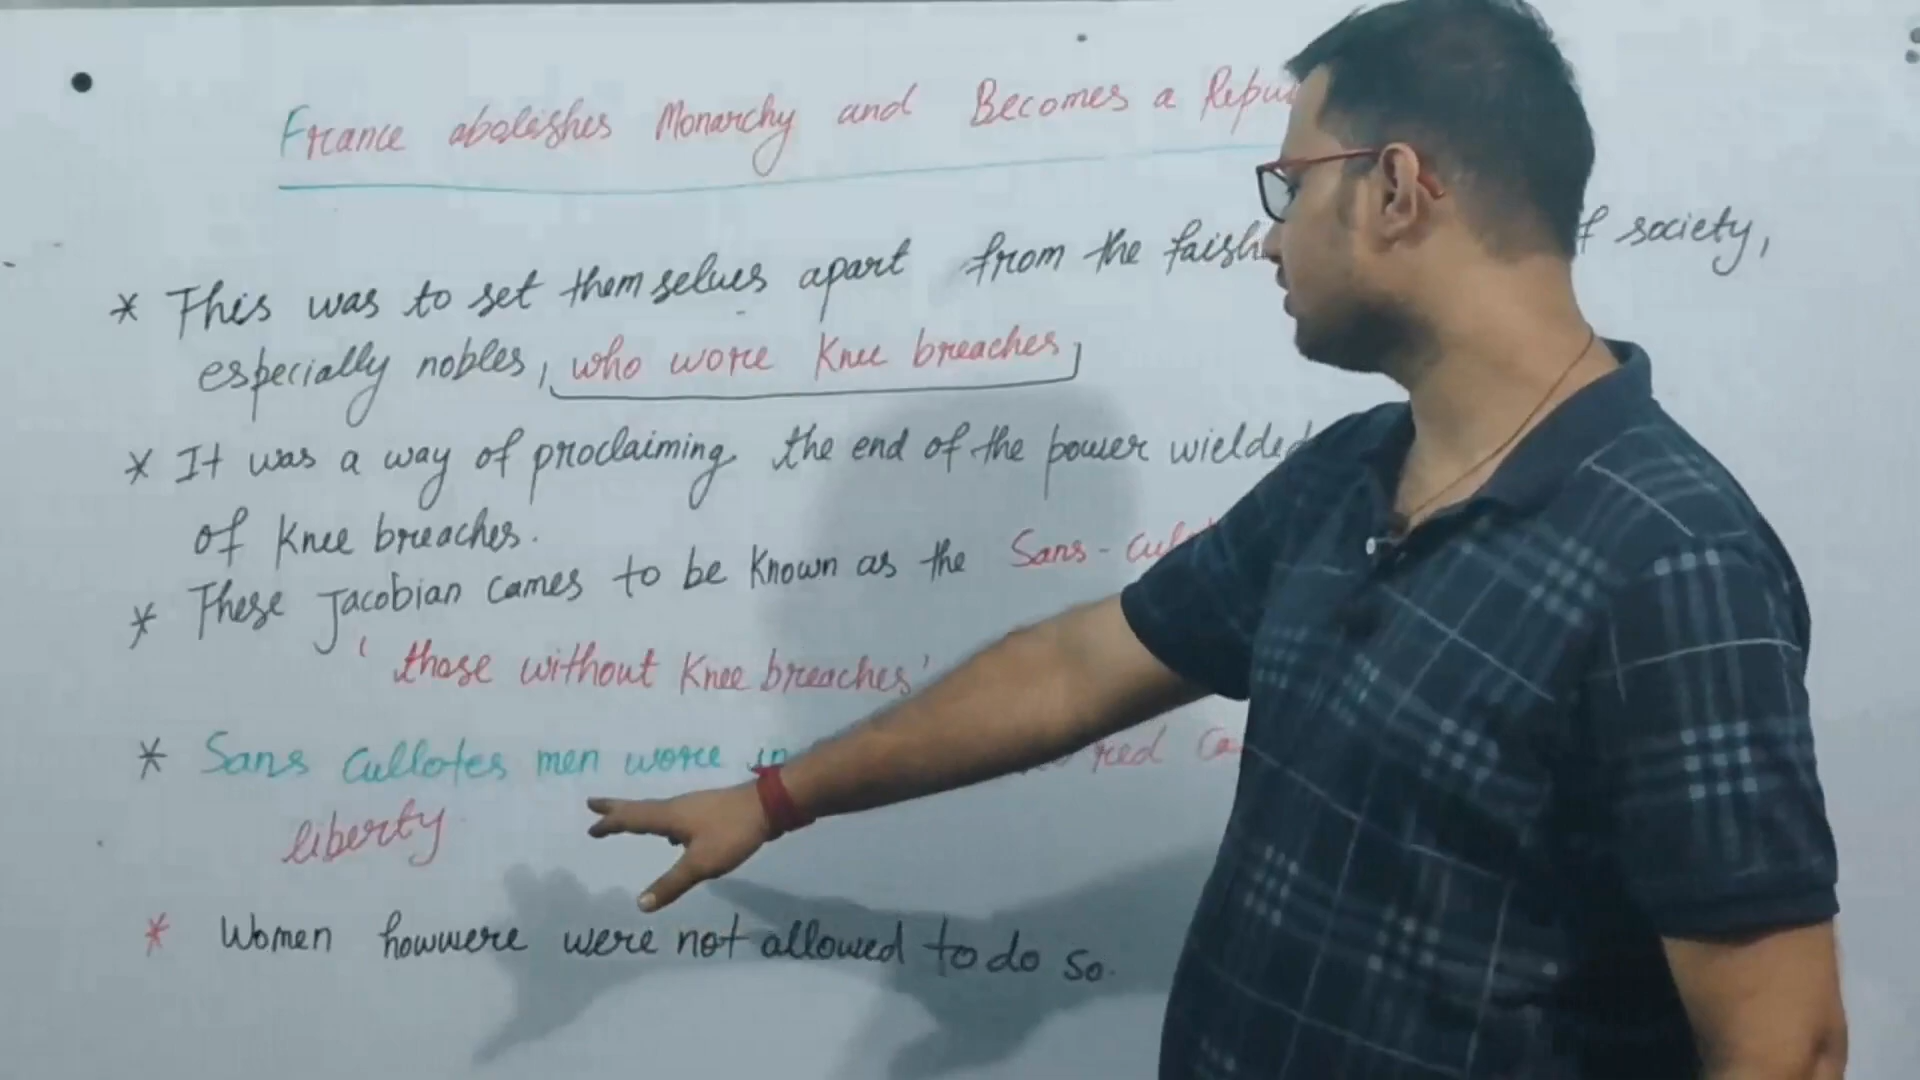 France abolishes Monarchy and Becomes a
* This was to set themselves apart from the society,
especially nobles, who wore Knee breaches,
* It was a way of proclaiming the end of the power wielded
of Knee breaches.
* These Jacobian cames to be Known as the Sans-
' those without Knee breaches'
* Sans Cullotes men wore in red
liberty
* Women howwere were not allowed to do so.